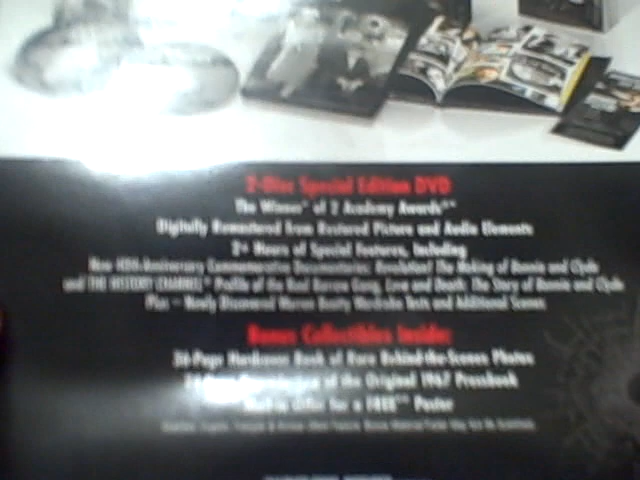 2-Disc Special Edition DVD
The Winner of 2 Academy Awards
Digitally Remastered from Restored Picture and Audio Elements
2+ Hours of Special Features, Including
New 40th-Anniversary Commemorative Documentaries: Revolution! The Making of Bonnie and Clyde
and THE HISTORY CHANNEL Profile of the Real Barrow Gang, Love and Death: The Story of Bonnie and Clyde
Plus – Newly Discovered Warren Beatty Wardrobe Tests and Additional Scenes
Bonus Collectibles Inside:
36-Page Hardcover Book of Rare Behind-the-Scenes Photos
of the Original 1967 Pressbook
Mail-in Offer for a FREE Poster